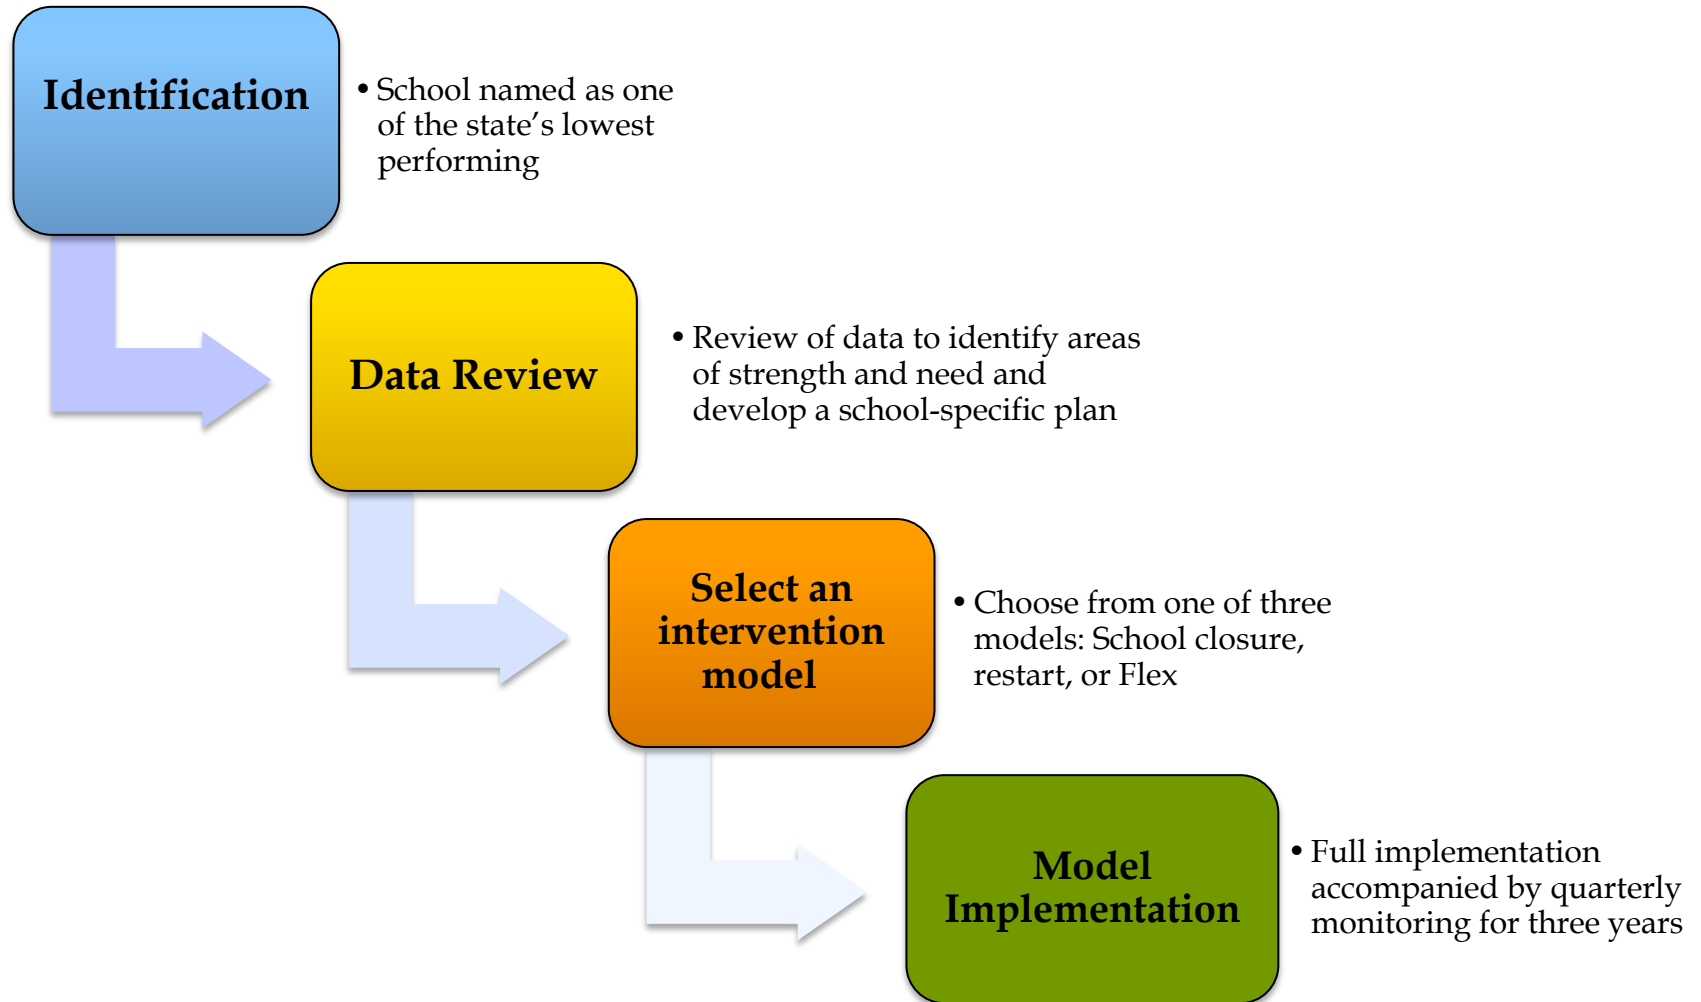 Identification
• School named as one
of the state’s lowest
performing
Data Review
• Review of data to identify areas
of strength and need and
develop a school-specific plan
Select an
intervention
model
• Choose from one of three
models: School closure,
restart, or Flex
Model
Implementation
• Full implementation
accompanied by quarterly
monitoring for three years